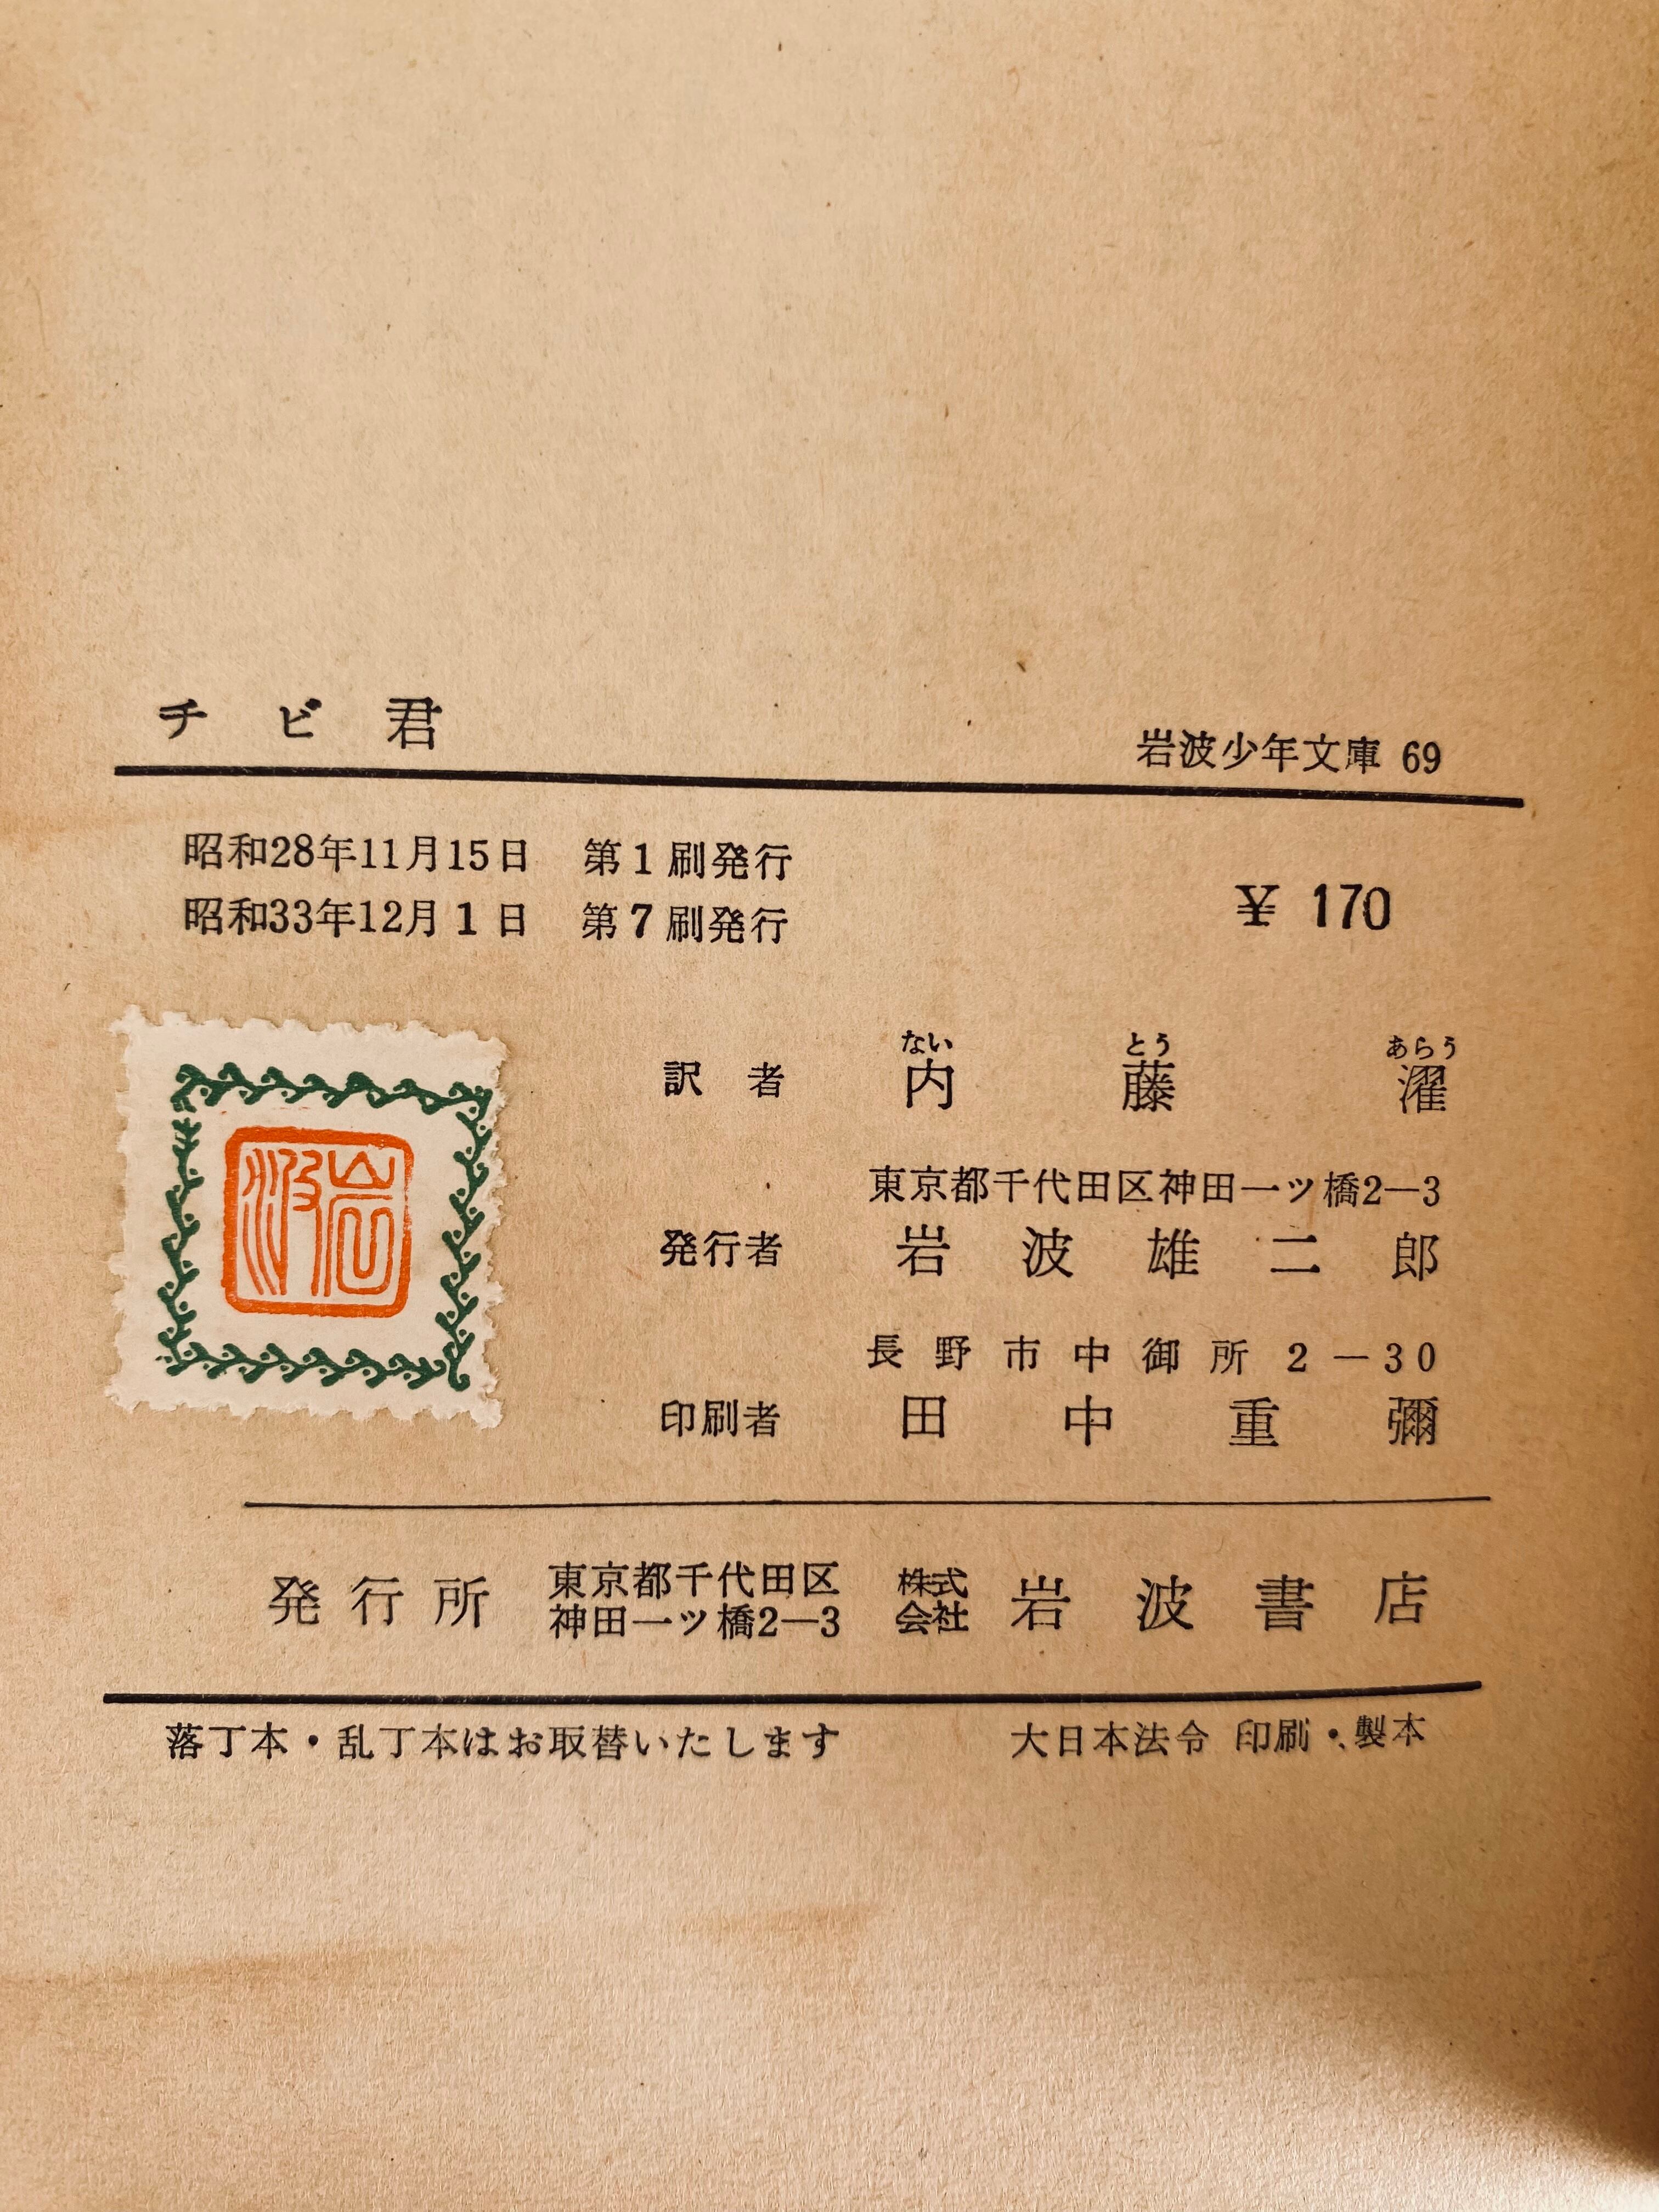 チビ君
岩波少年文庫 69
昭和28年11月15日 第1刷発行
昭和33年12月1日 第7刷発行
¥ 170
ない とう あらう
訳者 内藤濯
東京都千代田区神田一ツ橋2—3
発行者 岩波雄二郎
長野市中御所2—30
印刷者 田中重彌
岩波
発行所 東京都千代田区 株式 岩波書店
神田一ツ橋2—3 会社
落丁本・乱丁本はお取替いたします 大日本法令 印刷・製本